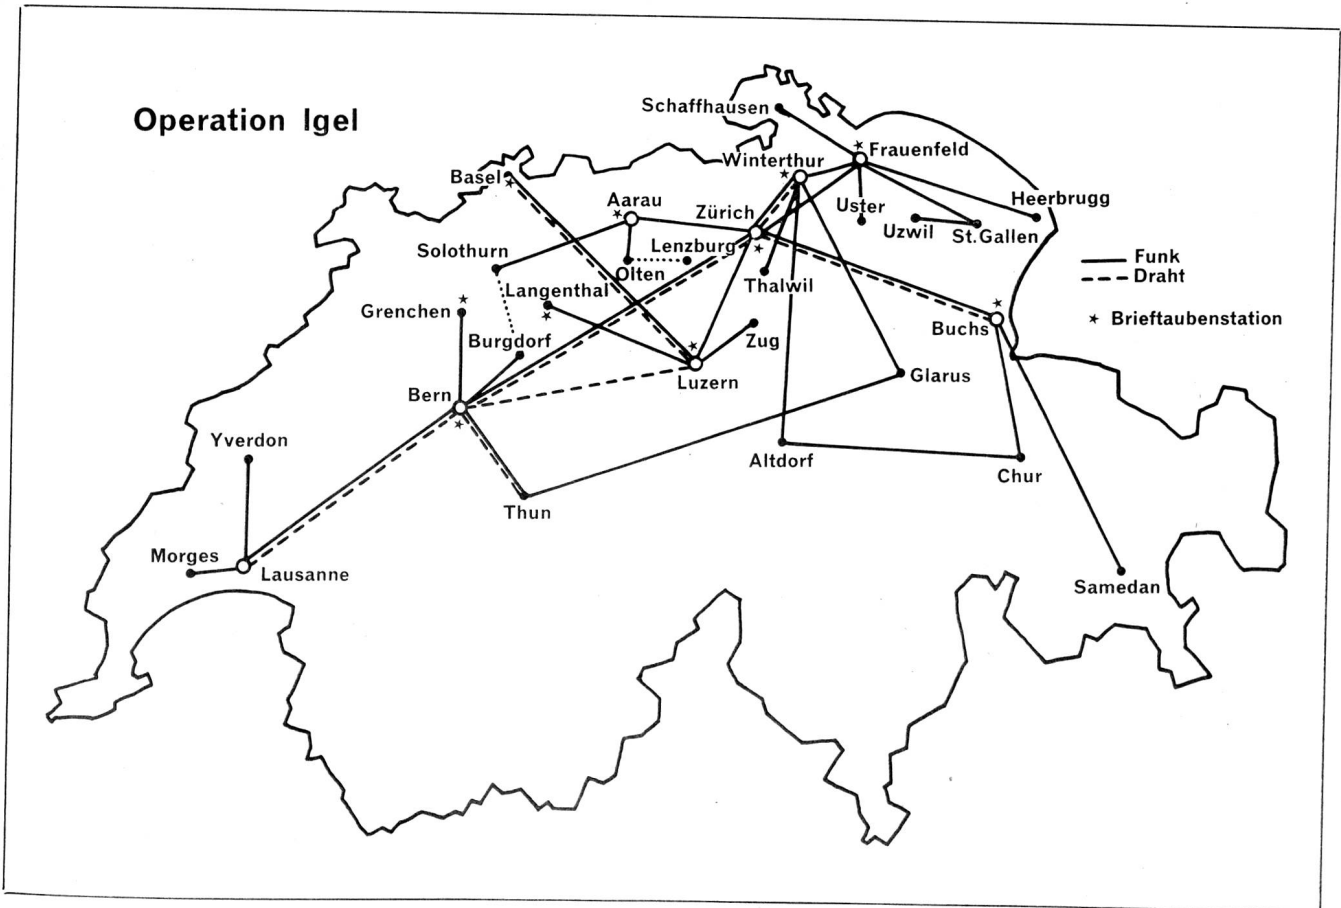 Operation Igel
Schaffhausen
Frauenfeld
Winterthur
Basel
Heerbrugg
Aarau
Zürich
Uster
Uzwil
St.Gallen
Solothurn
Lenzburg
Olten
Funk
Draht
Langenthal
Thalwil
Grenchen
Brieftaubenstation
Buchs
Burgdorf
Zug
Luzern
Glarus
Bern
Yverdon
Altdorf
Chur
Thun
Morges
Lausanne
Samedan